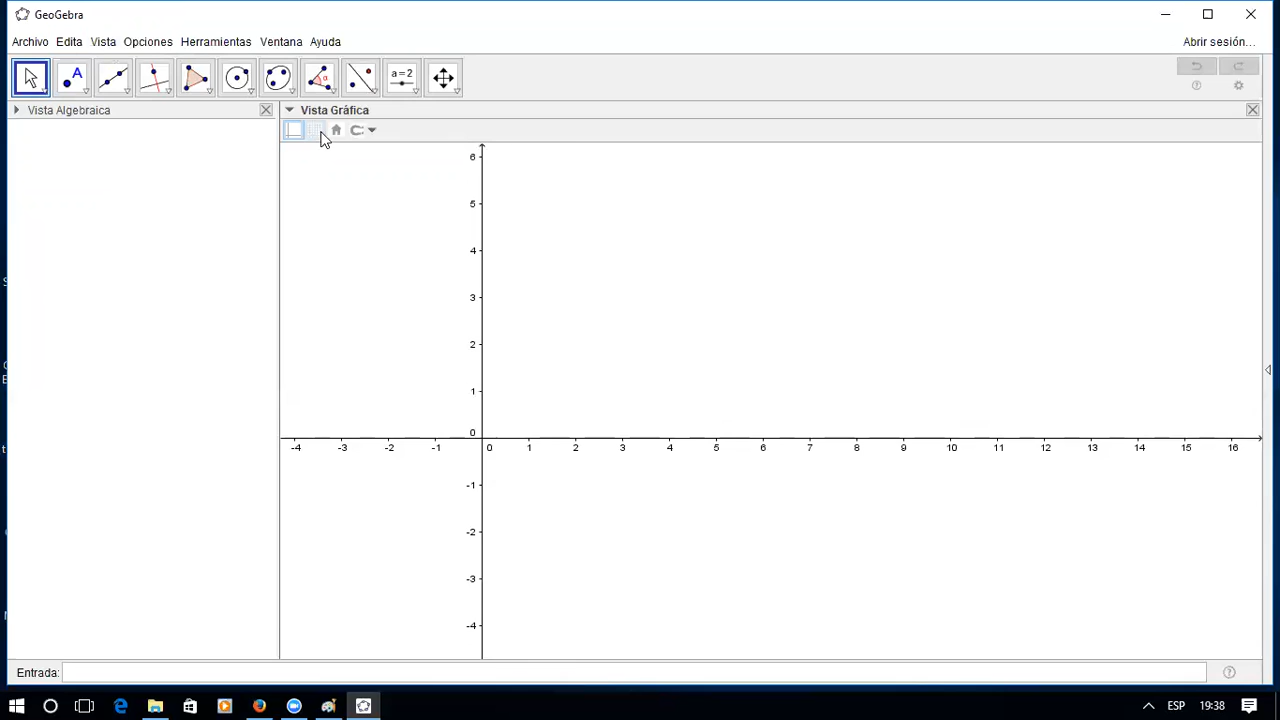 GeoGebra
Archivo Edita Vista Opciones Herramientas Ventana Ayuda Abrir sesión...
A α a=2
Vista Algebraica Vista Gráfica
6
5
4
3
2
1
0
-4 -3 -2 -1 0 1 2 3 4 5 6 7 8 9 10 11 12 13 14 15 16
-1
-2
-3
-4
Entrada:
ESP 19:38